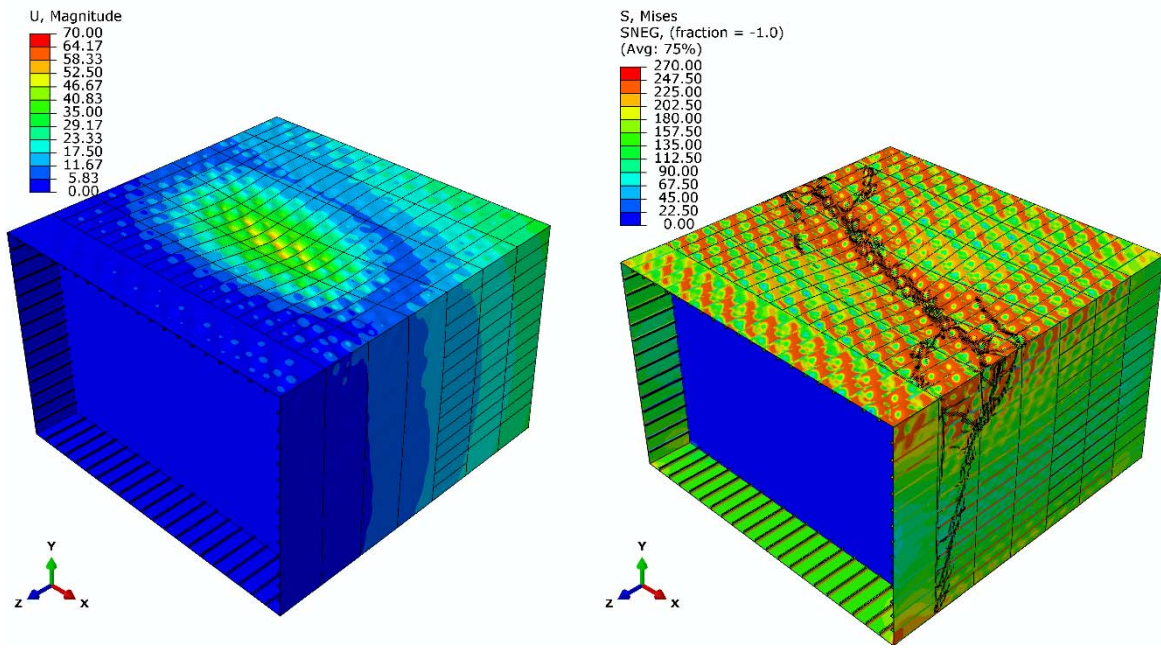 U, Magnitude
70.00
64.17
58.33
52.50
46.67
40.83
35.00
29.17
23.33
17.50
11.67
5.83
0.00
Y
Z
X
S, Mises
SNEG, (fraction = -1.0)
(Avg: 75%)
270.00
247.50
225.00
202.50
180.00
157.50
135.00
112.50
90.00
67.50
45.00
22.50
0.00
Y
Z
X